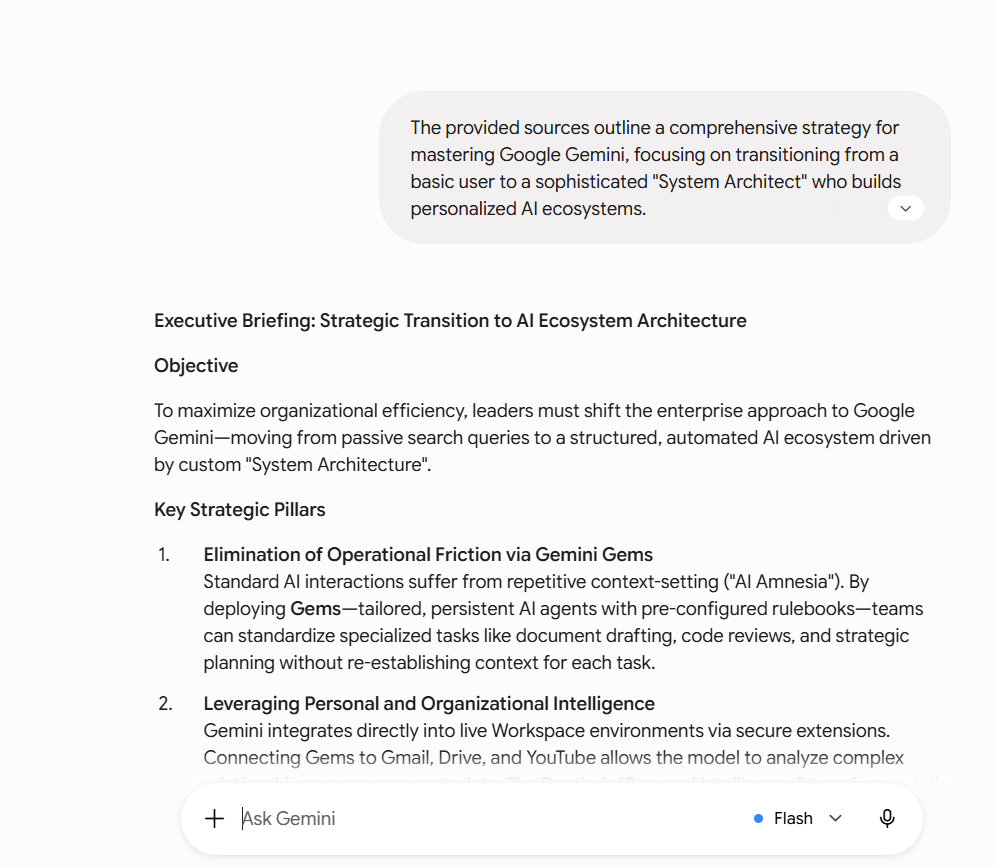 The provided sources outline a comprehensive strategy for
mastering Google Gemini, focusing on transitioning from a
basic user to a sophisticated "System Architect" who builds
personalized AI ecosystems.
Executive Briefing: Strategic Transition to AI Ecosystem Architecture
Objective
To maximize organizational efficiency, leaders must shift the enterprise approach to Google
Gemini—moving from passive search queries to a structured, automated AI ecosystem driven
by custom "System Architecture".
Key Strategic Pillars
1. Elimination of Operational Friction via Gemini Gems
Standard AI interactions suffer from repetitive context-setting ("AI Amnesia"). By
deploying Gems—tailored, persistent AI agents with pre-configured rulebooks—teams
can standardize specialized tasks like document drafting, code reviews, and strategic
planning without re-establishing context for each task.
2. Leveraging Personal and Organizational Intelligence
Gemini integrates directly into live Workspace environments via secure extensions.
Connecting Gems to Gmail, Drive, and YouTube allows the model to analyze complex
Ask Gemini
Flash